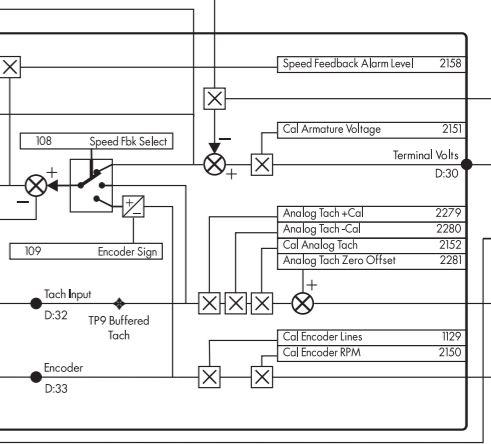 Speed Feedback Alarm Level 2158
Cal Armature Voltage 2151
108 Speed Fbk Select
Terminal Volts
D:30
Analog Tach +Cal 2279
Analog Tach -Cal 2280
Cal Analog Tach 2152
Analog Tach Zero Offset 2281
109 Encoder Sign
Tach Input
D:32
TP9 Buffered
Tach
Cal Encoder Lines 1129
Cal Encoder RPM 2150
Encoder
D:33